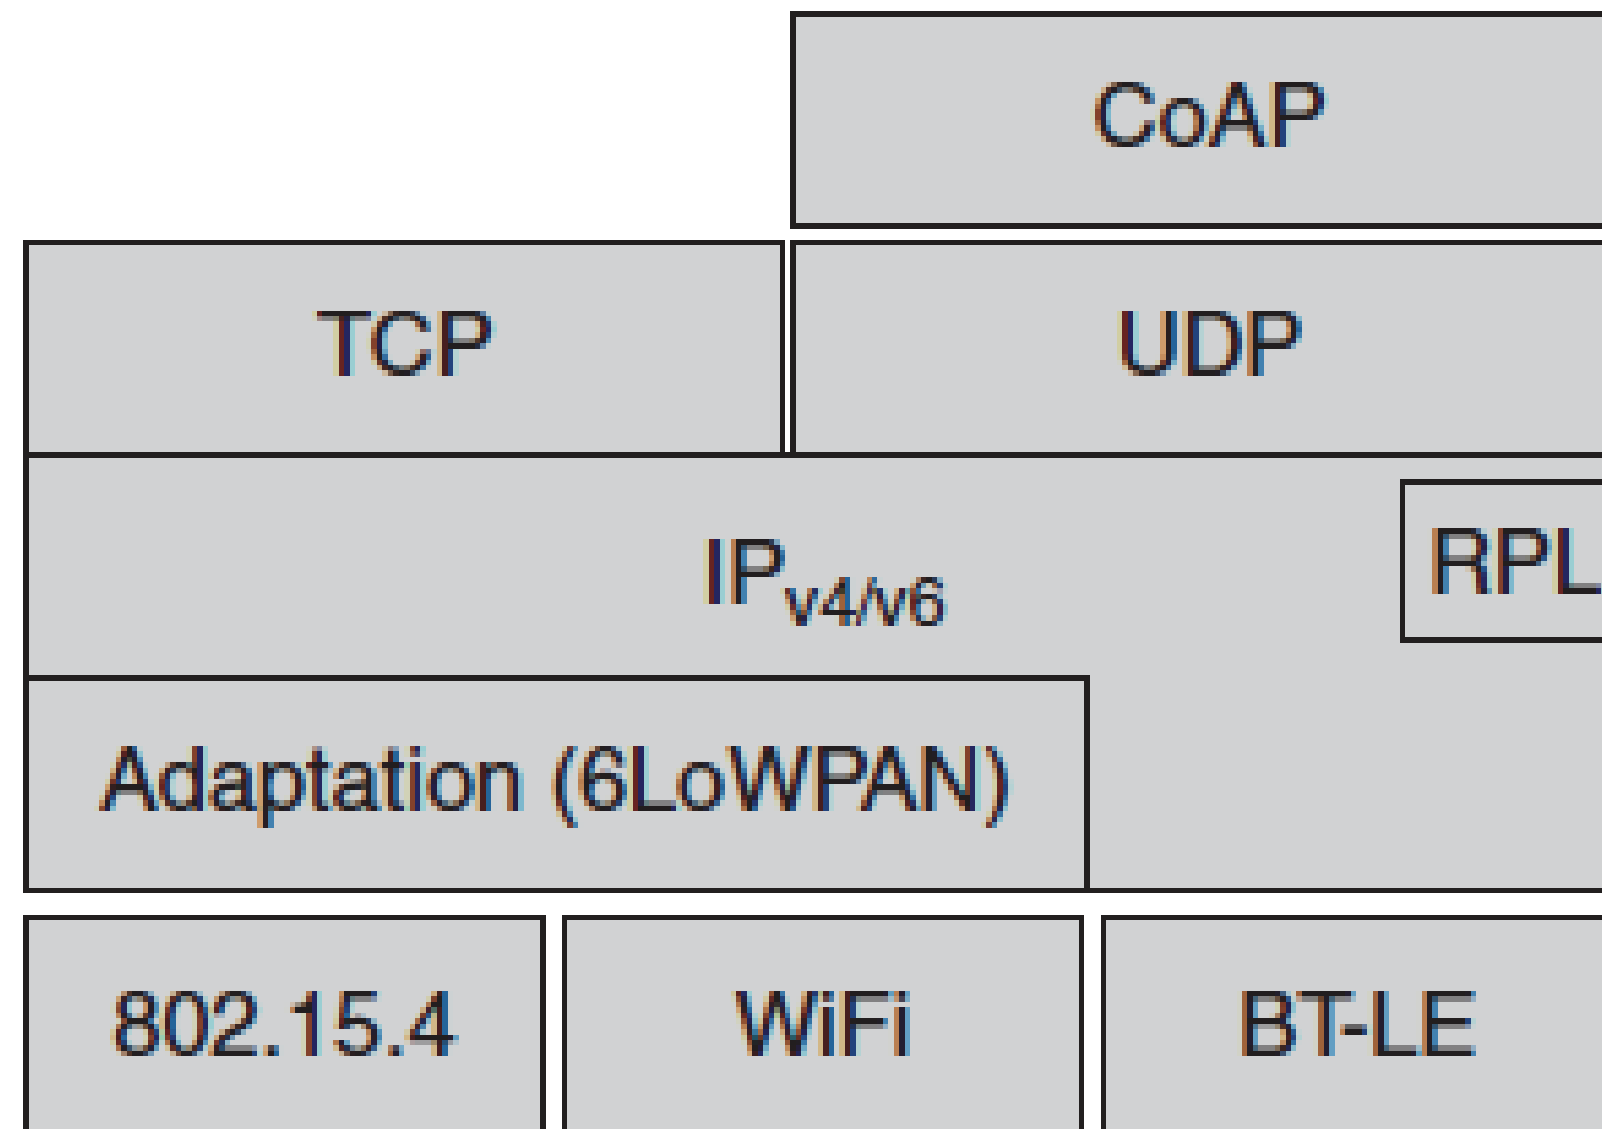 CoAP
TCP
UDP
IPv4/v6
RPL
Adaptation (6LoWPAN)
802.15.4
WiFi
BT-LE